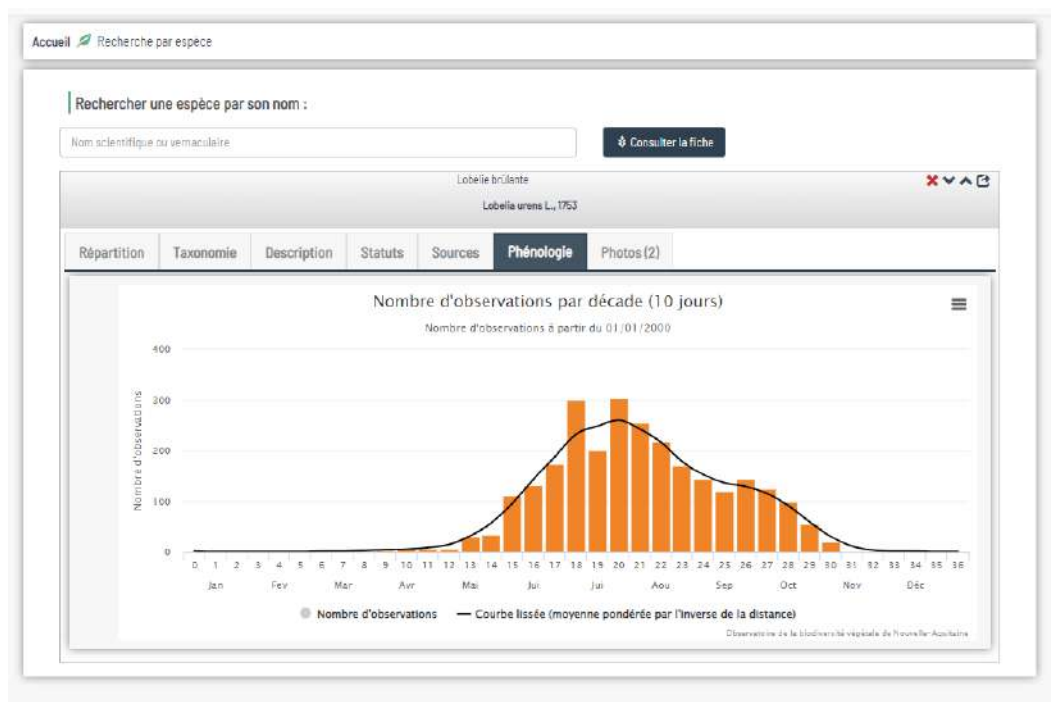 Accueil Recherche par espèce
Rechercher une espèce par son nom :
Nom scientifique ou vernaculaire
Consulter la fiche
Lobélie brûlante
Lobelia urens L., 1753
Répartition Taxonomie Description Statuts Sources Phénologie Photos (2)
Nombre d'observations par décade (10 jours)
Nombre d'observations à partir du 01/01/2000
400
300
200
100
0
Nombre d'observations
0 1 2 3 4 5 6 7 8 9 10 11 12 13 14 15 16 17 18 19 20 21 22 23 24 25 26 27 28 29 30 31 32 33 34 35 36
Jan Fev Mar Avr Mai Jui Jui Aou Sep Oct Nov Déc
Nombre d'observations Courbe lissée (moyenne pondérée par l'inverse de la distance)
Observatoire de la biodiversité végétale de Nouvelle-Aquitaine